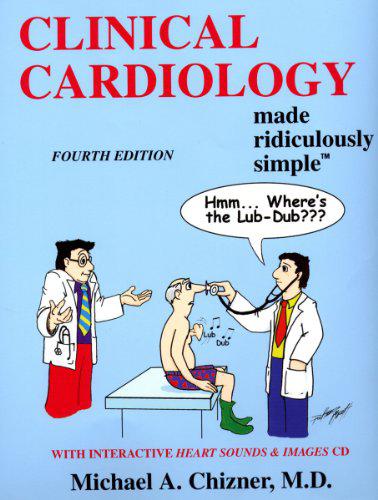 CLINICAL
CARDIOLOGY
made
ridiculously
simple™
FOURTH EDITION
Hmm... Where's
the Lub-Dub???
Lub
Dub
WITH INTERACTIVE HEART SOUNDS & IMAGES CD
Michael A. Chizner, M.D.